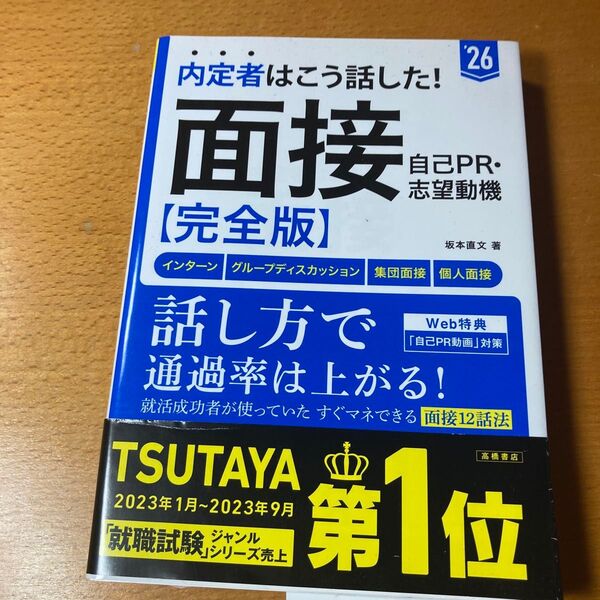 '26
内定者はこう話した!
面接
自己PR・
志望動機
【完全版】
坂本直文 著
インターン
グループディスカッション
集団面接
個人面接
話し方で
通過率は上がる!
Web特典
「自己PR動画」対策
就活成功者が使っていた すぐマネできる 面接12話法
高橋書店
TSUTAYA
2023年1月~2023年9月
「就職試験」ジャンル
シリーズ売上
第1位